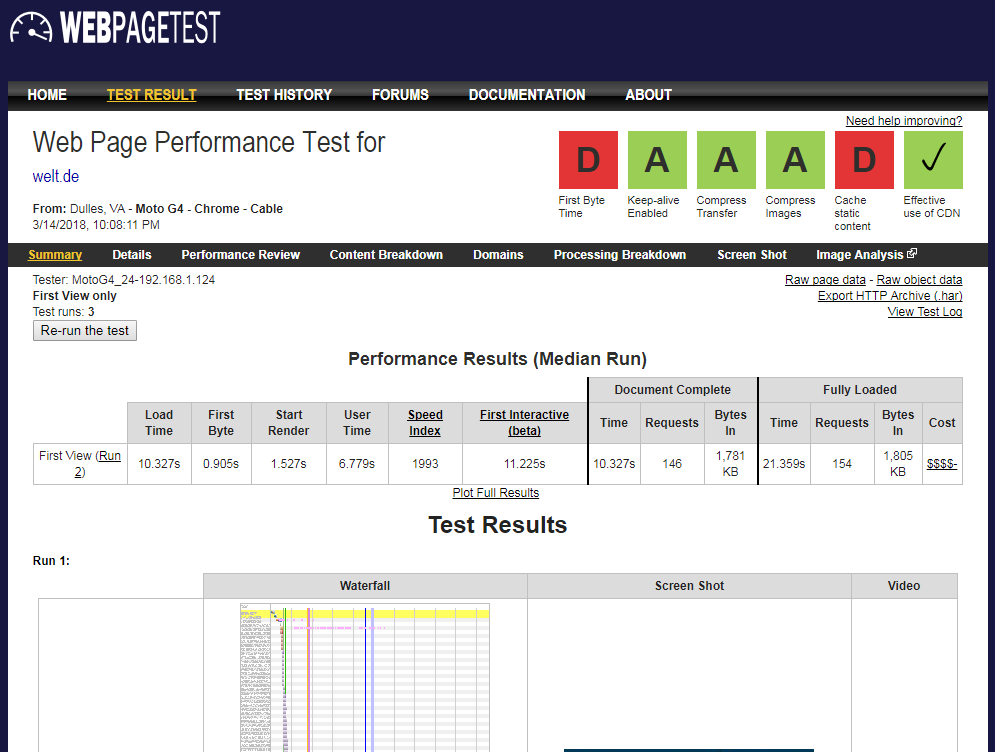 WEBPAGETEST
HOME TEST RESULT TEST HISTORY FORUMS DOCUMENTATION ABOUT
Need help improving?
Web Page Performance Test for
welt.de
From: Dulles, VA - Moto G4 - Chrome - Cable
3/14/2018, 10:08:11 PM
D A A A D ✓
First Byte Time
Keep-alive Enabled
Compress Transfer
Compress Images
Cache static content
Effective use of CDN
Summary Details Performance Review Content Breakdown Domains Processing Breakdown Screen Shot Image Analysis
Tester: MotoG4_24-192.168.1.124
First View only
Test runs: 3
Re-run the test
Raw page data - Raw object data
Export HTTP Archive (.har)
View Test Log
Performance Results (Median Run)
Document Complete Fully Loaded
Load Time First Byte Start Render User Time Speed Index First Interactive (beta) Time Requests Bytes In Time Requests Bytes In Cost
First View (Run 2) 10.327s 0.905s 1.527s 6.779s 1993 11.225s 10.327s 146 1,781 KB 21.359s 154 1,805 KB $$$$-
Plot Full Results
Test Results
Run 1:
Waterfall Screen Shot Video